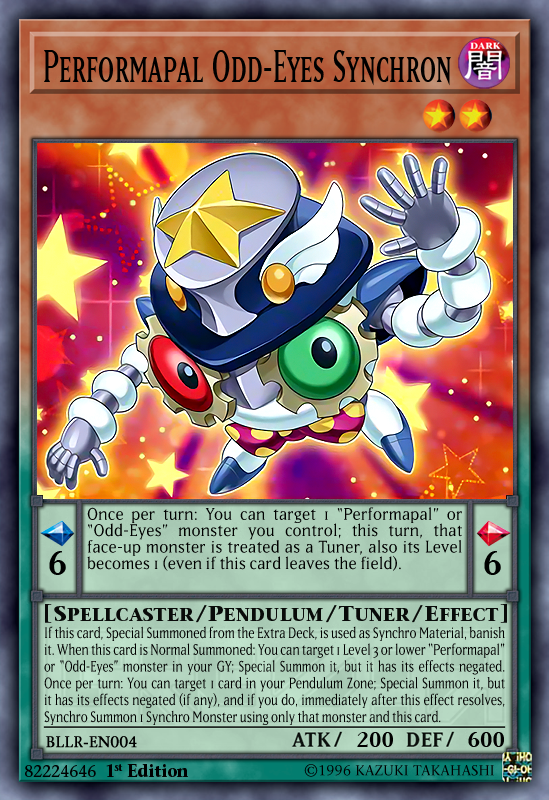 PERFORMAPAL ODD-EYES SYNCHRON
DARK
闇
Once per turn: You can target 1 "Performapal" or
"Odd-Eyes" monster you control; this turn, that
face-up monster is treated as a Tuner, also its Level
becomes 1 (even if this card leaves the field).
6
6
[SPELLCASTER/PENDULUM/TUNER/EFFECT]
If this card, Special Summoned from the Extra Deck, is used as Synchro Material, banish
it. When this card is Normal Summoned: You can target 1 Level 3 or lower "Performapal"
or "Odd-Eyes" monster in your GY; Special Summon it, but it has its effects negated.
Once per turn: You can target 1 card in your Pendulum Zone; Special Summon it, but
it has its effects negated (if any), and if you do, immediately after this effect resolves,
Synchro Summon 1 Synchro Monster using only that monster and this card.
BLLR-EN004
ATK/ 200 DEF/ 600
82224646 1st Edition
©1996 KAZUKI TAKAHASHI